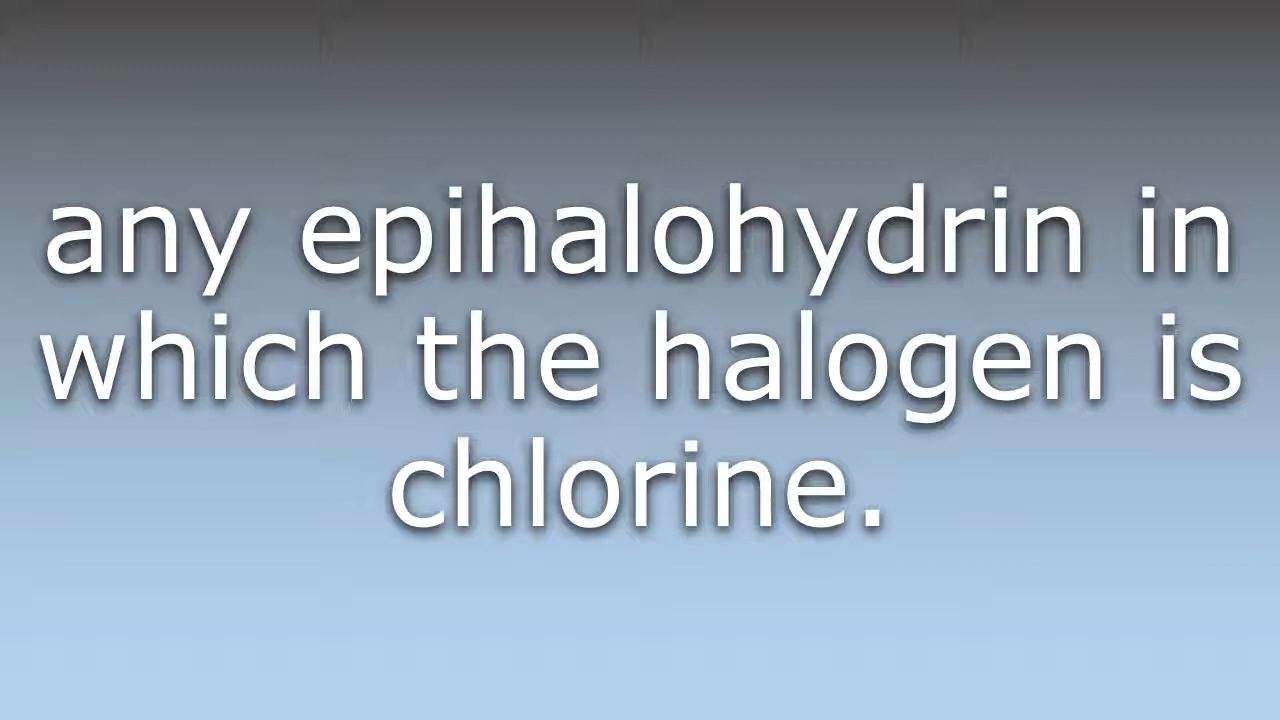 any epihalohydrin in
which the halogen is
chlorine.